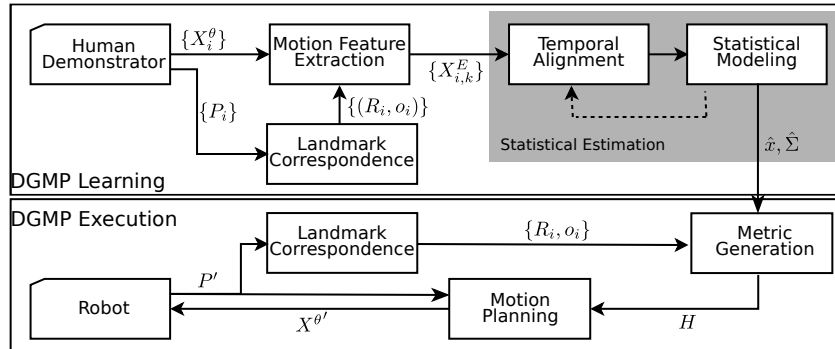 Human
Demonstrator
{X_i^θ}
Motion Feature
Extraction
{X_{i,k}^E}
Temporal
Alignment
Statistical
Modeling
{P_i}
{(R_i, o_i)}
Landmark
Correspondence
Statistical Estimation
x̂, Σ̂
DGMP Learning
DGMP Execution
Landmark
Correspondence
{R_i, o_i}
Metric
Generation
Robot
P′
X^{θ′}
Motion
Planning
H